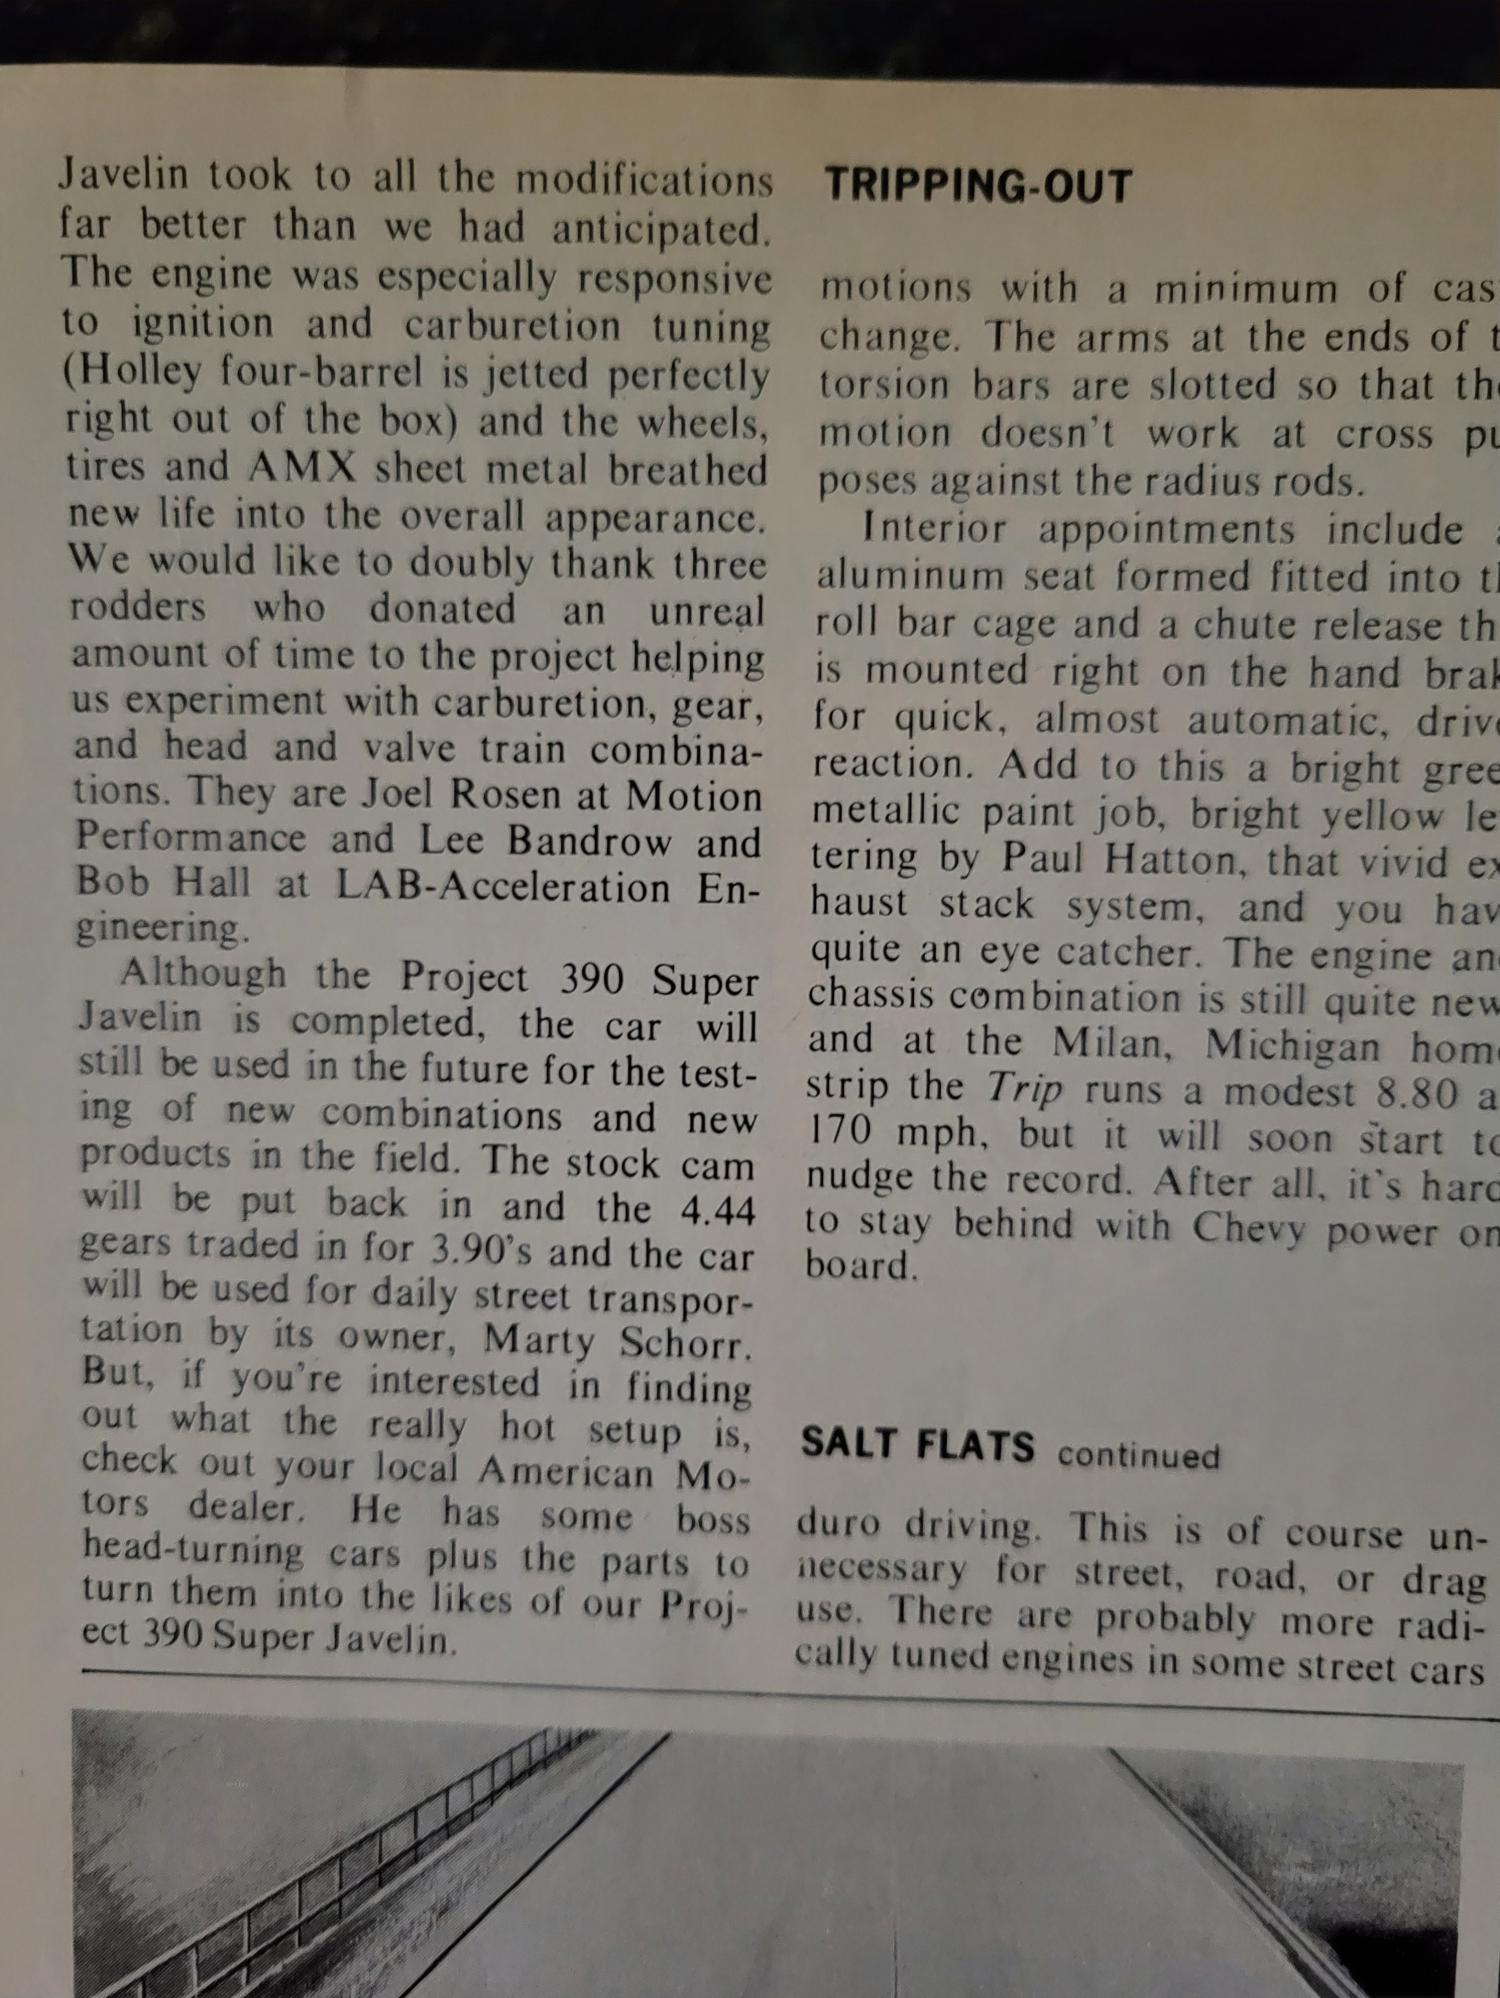 Javelin took to all the modifications
far better than we had anticipated.
The engine was especially responsive
to ignition and carburetion tuning
(Holley four-barrel is jetted perfectly
right out of the box) and the wheels,
tires and AMX sheet metal breathed
new life into the overall appearance.
We would like to doubly thank three
rodders who donated an unreal
amount of time to the project helping
us experiment with carburetion, gear,
and head and valve train combina-
tions. They are Joel Rosen at Motion
Performance and Lee Bandrow and
Bob Hall at LAB-Acceleration En-
gineering.
Although the Project 390 Super
Javelin is completed, the car will
still be used in the future for the test-
ing of new combinations and new
products in the field. The stock cam
will be put back in and the 4.44
gears traded in for 3.90's and the car
will be used for daily street transpor-
tation by its owner, Marty Schorr.
But, if you're interested in finding
out what the really hot setup is,
check out your local American Mo-
tors dealer. He has some boss
head-turning cars plus the parts to
turn them into the likes of our Proj-
ect 390 Super Javelin.
TRIPPING-OUT
motions with a minimum of cas
change. The arms at the ends of t
torsion bars are slotted so that the
motion doesn't work at cross pu
poses against the radius rods.
Interior appointments include a
aluminum seat formed fitted into th
roll bar cage and a chute release th
is mounted right on the hand brak
for quick, almost automatic, drive
reaction. Add to this a bright gree
metallic paint job, bright yellow le
tering by Paul Hatton, that vivid ex
haust stack system, and you hav
quite an eye catcher. The engine an
chassis combination is still quite new
and at the Milan, Michigan home
strip the Trip runs a modest 8.80 a
170 mph, but it will soon start to
nudge the record. After all, it's hard
to stay behind with Chevy power on
board.
SALT FLATS continued
duro driving. This is of course un-
necessary for street, road, or drag
use. There are probably more radi-
cally tuned engines in some street cars